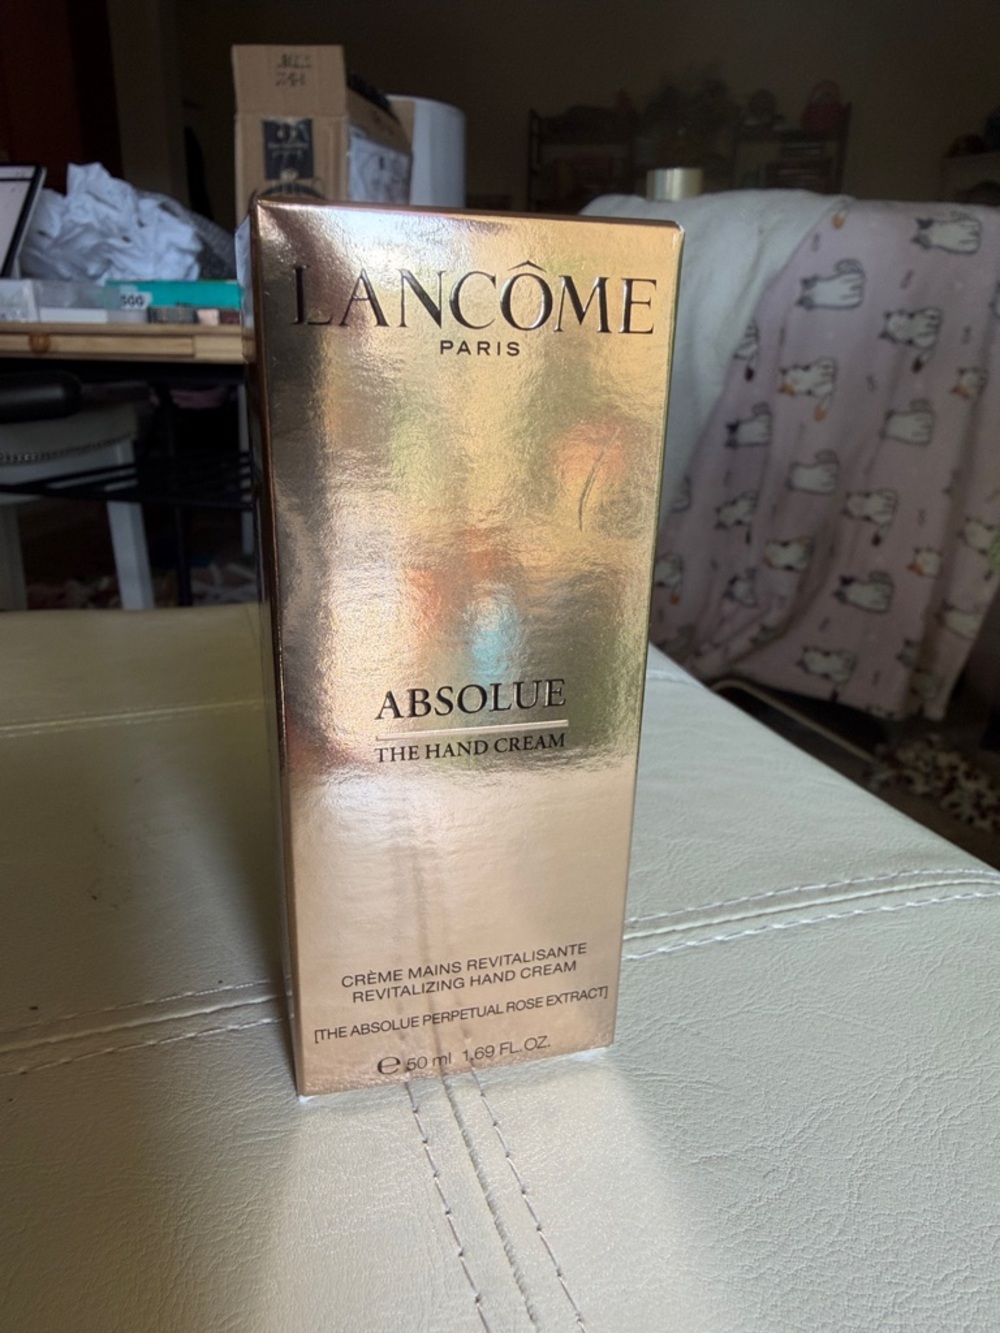 LANCÔME
PARIS
ABSOLUE
THE HAND CREAM
CRÈME MAINS REVITALISANTE
REVITALIZING HAND CREAM
[THE ABSOLUE PERPETUAL ROSE EXTRACT]
℮ 50 ml 1.69 FL.OZ.